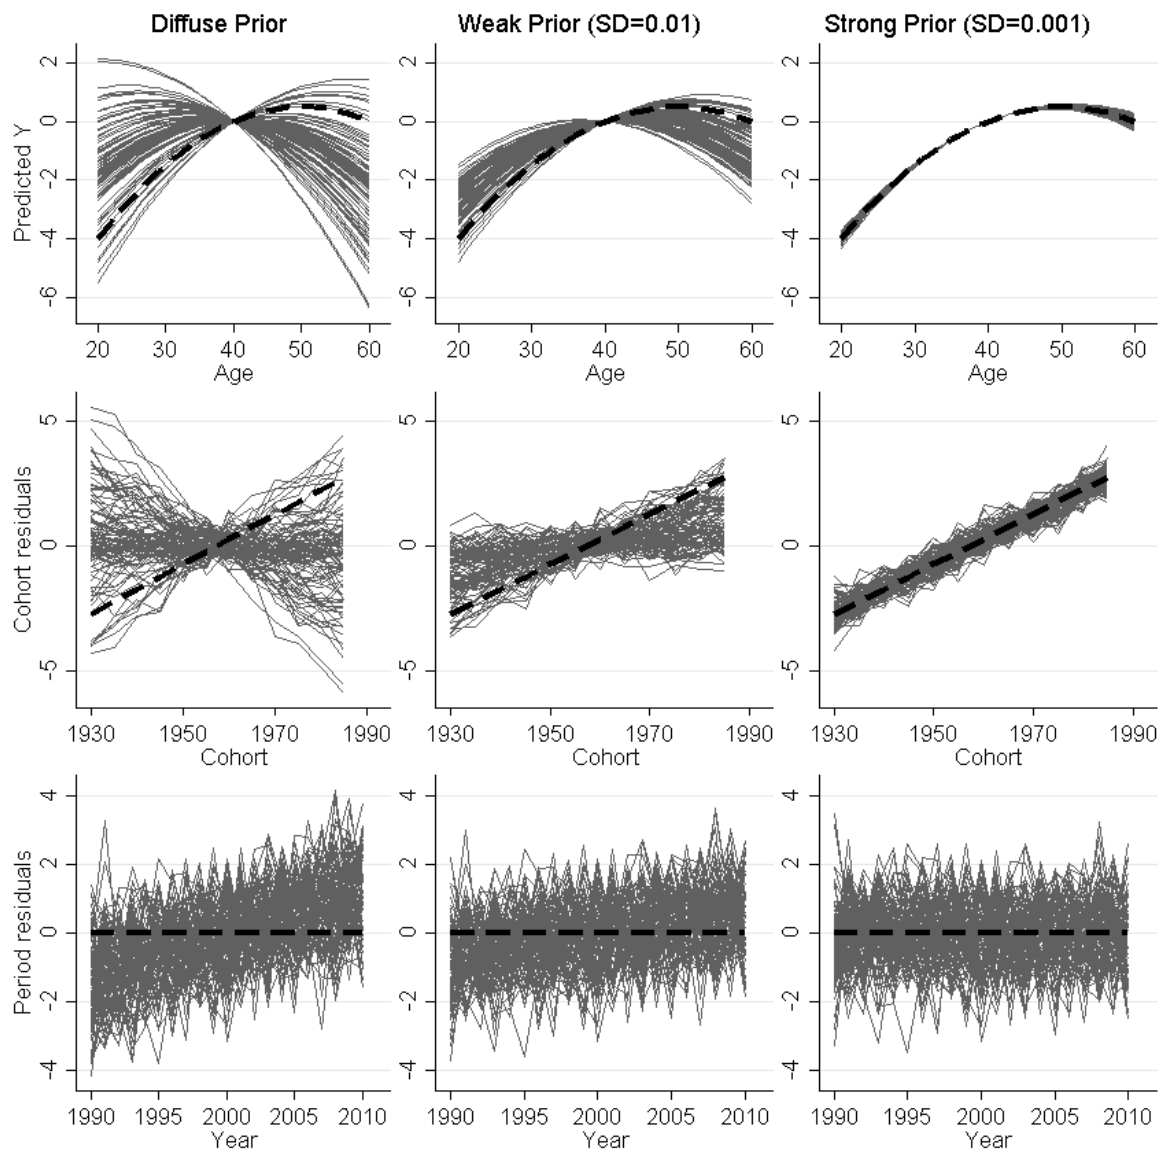 Diffuse Prior Weak Prior (SD=0.01) Strong Prior (SD=0.001)
Predicted Y
2 2 2
0 0 0
-2 -2 -2
-4 -4 -4
-6 -6 -6
20 30 40 50 60 20 30 40 50 60 20 30 40 50 60
Age Age Age
Cohort residuals
5 5 5
0 0 0
-5 -5 -5
1930 1950 1970 1990 1930 1950 1970 1990 1930 1950 1970 1990
Cohort Cohort Cohort
Period residuals
4 4 4
2 2 2
0 0 0
-2 -2 -2
-4 -4 -4
1990 1995 2000 2005 2010 1990 1995 2000 2005 2010 1990 1995 2000 2005 2010
Year Year Year